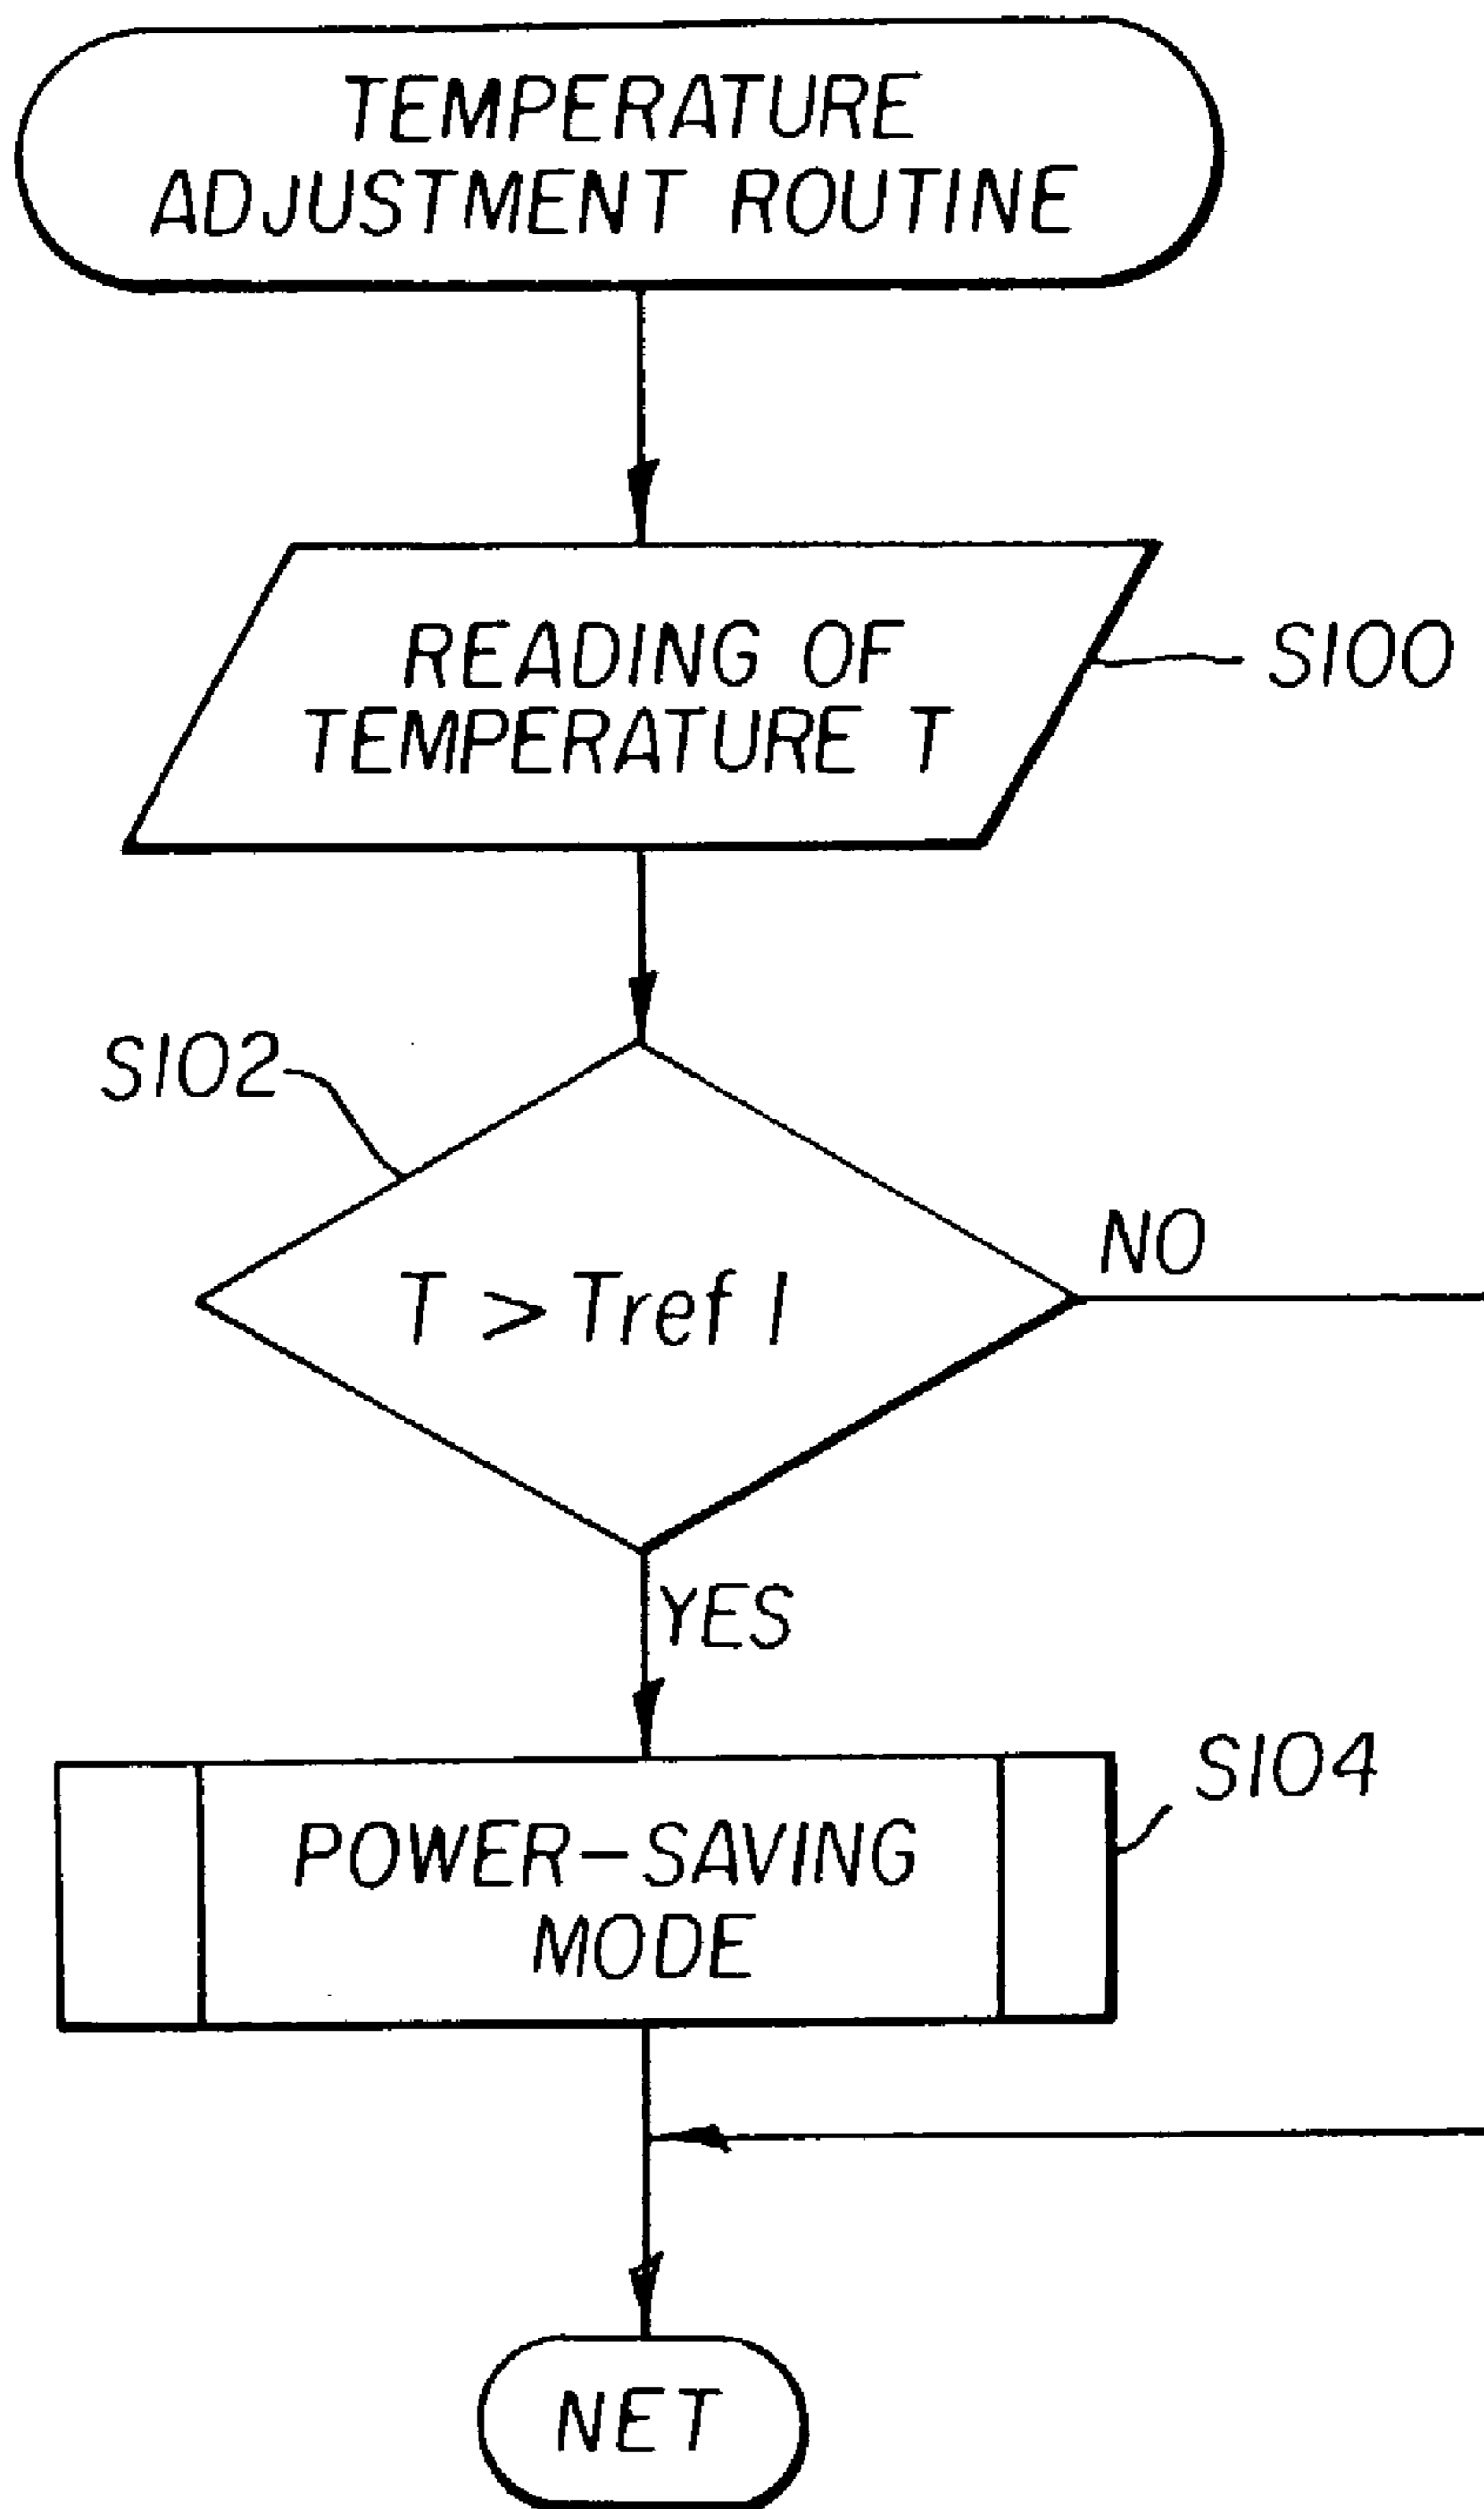 TEMPERATURE
ADJUSTMENT ROUTINE
READING OF
TEMPERATURE T
S100
S102
T > Tref 1
NO
YES
S104
POWER-SAVING
MODE
NET